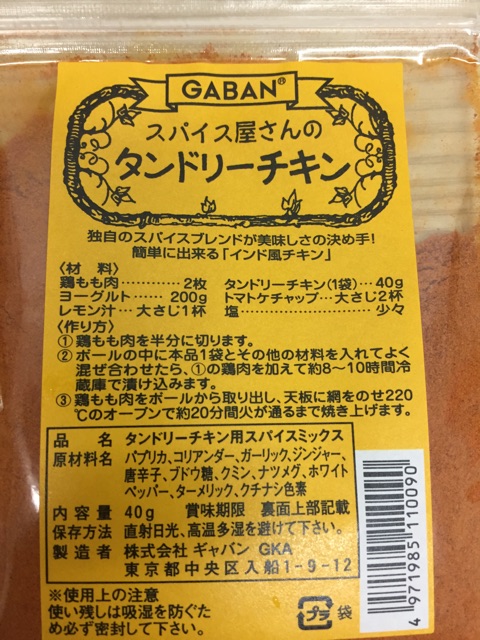 GABAN®
スパイス屋さんの
タンドリーチキン
独自のスパイスブレンドが美味しさの決め手!
簡単に出来る「インド風チキン」
〈材 料〉
鶏もも肉…………2枚 タンドリーチキン(1袋)…40g
ヨーグルト………200g トマトケチャップ…大さじ2杯
レモン汁…大さじ1杯 塩………………少々
〈作り方〉
①鶏もも肉を半分に切ります。
②ボールの中に本品1袋とその他の材料を入れてよく
混ぜ合わせたら、①の鶏肉を加えて約8〜10時間冷
蔵庫で漬け込みます。
③鶏もも肉をボールから取り出し、天板に網をのせ220
℃のオーブンで約20分間火が通るまで焼き上げます。
品 名 タンドリーチキン用スパイスミックス
原材料名 パプリカ、コリアンダー、ガーリック、ジンジャー、
唐辛子、ブドウ糖、クミン、ナツメグ、ホワイト
ペッパー、ターメリック、クチナシ色素
内 容 量 40g 賞味期限 裏面上部記載
保存方法 直射日光、高温多湿を避けて下さい。
製 造 者 株式会社 ギャバン GKA
東京都中央区入船1-9-12
※使用上の注意
使い残しは吸湿を防ぐた
め必ず密封して下さい。
プラ 袋
4 971985 110090